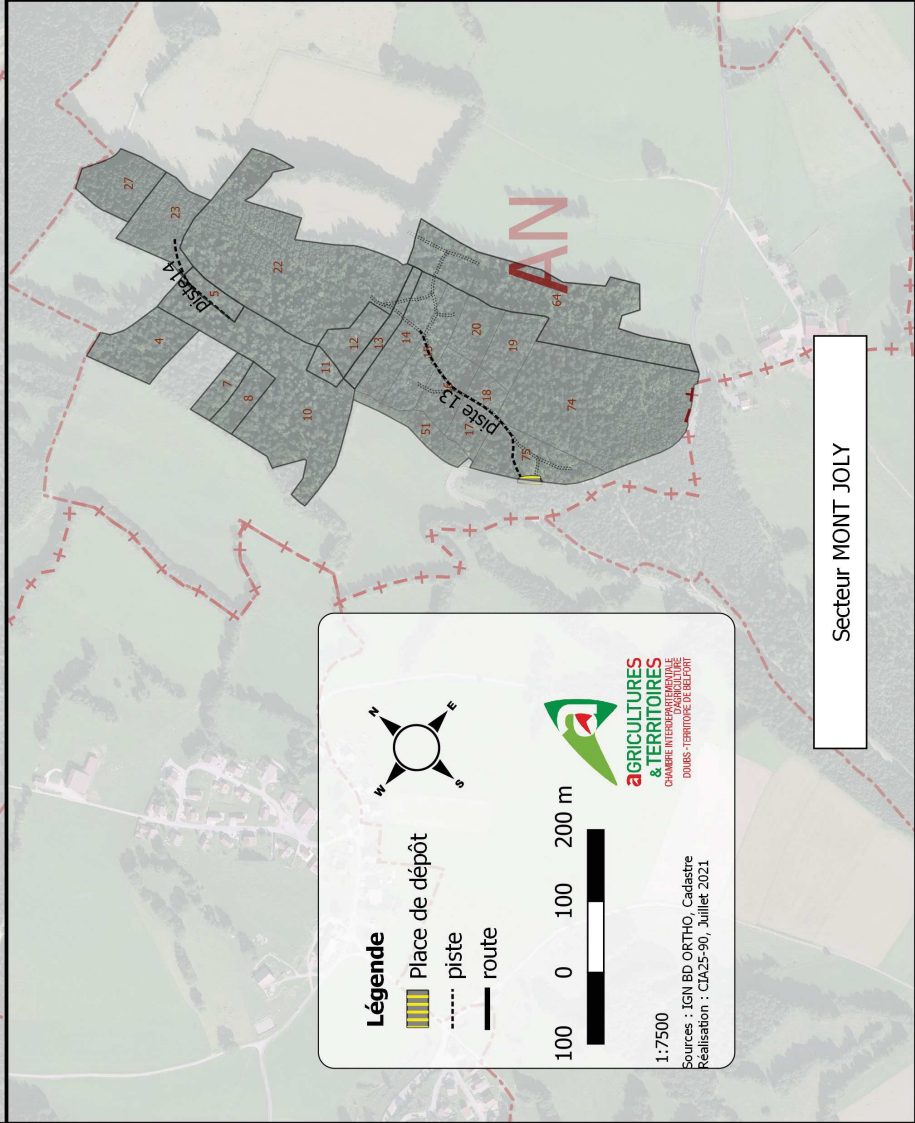 27
23
piste14
5
22
4
7
8
10
11
12
13
14
20
19
18
17
51
piste 13
75
74
64
AN
Légende
Place de dépôt
piste
route
N
E
S
W
100 0 100 200 m
1:7500
Sources : IGN BD ORTHO, Cadastre
Réalisation : CIA25-90, Juillet 2021
aGRICULTURES
& TERRITOIRES
CHAMBRE INTERDÉPARTEMENTALE
D'AGRICULTURE
DOUBS - TERRITOIRE DE BELFORT
Secteur MONT JOLY